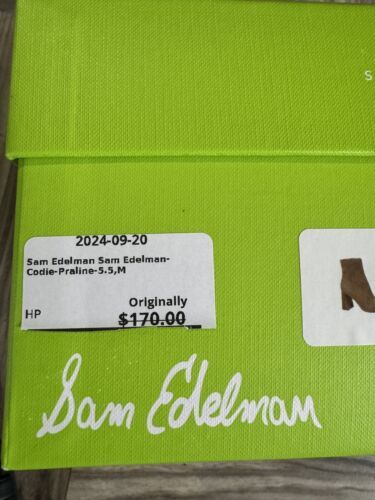 S
2024-09-20
Sam Edelman Sam Edelman-
Codie-Praline-5.5,M
Originally
HP
$170.00
Sam Edelman